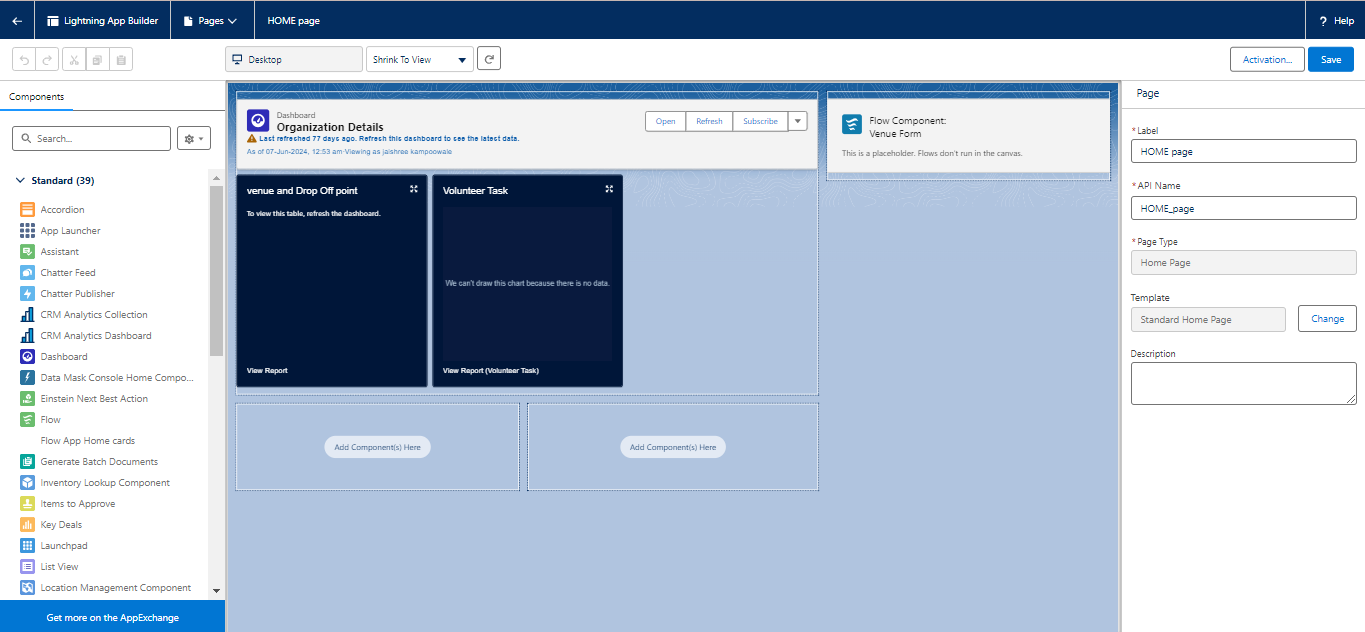 Lightning App Builder
Pages
HOME page
? Help
Desktop
Shrink To View
Activation...
Save
Components
Search...
Standard (39)
Accordion
App Launcher
Assistant
Chatter Feed
Chatter Publisher
CRM Analytics Collection
CRM Analytics Dashboard
Dashboard
Data Mask Console Home Compo...
Einstein Next Best Action
Flow
Flow App Home cards
Generate Batch Documents
Inventory Lookup Component
Items to Approve
Key Deals
Launchpad
List View
Location Management Component
Get more on the AppExchange
Dashboard
Organization Details
Last refreshed 77 days ago. Refresh this dashboard to see the latest data.
As of 07-Jun-2024, 12:53 am·Viewing as jaishree kampoowale
Open
Refresh
Subscribe
venue and Drop Off point
To view this table, refresh the dashboard.
View Report
Volunteer Task
We can't draw this chart because there is no data.
View Report (Volunteer Task)
Add Component(s) Here
Add Component(s) Here
Flow Component:
Venue Form
This is a placeholder. Flows don't run in the canvas.
Page
*Label
HOME page
*API Name
HOME_page
*Page Type
Home Page
Template
Standard Home Page
Change
Description